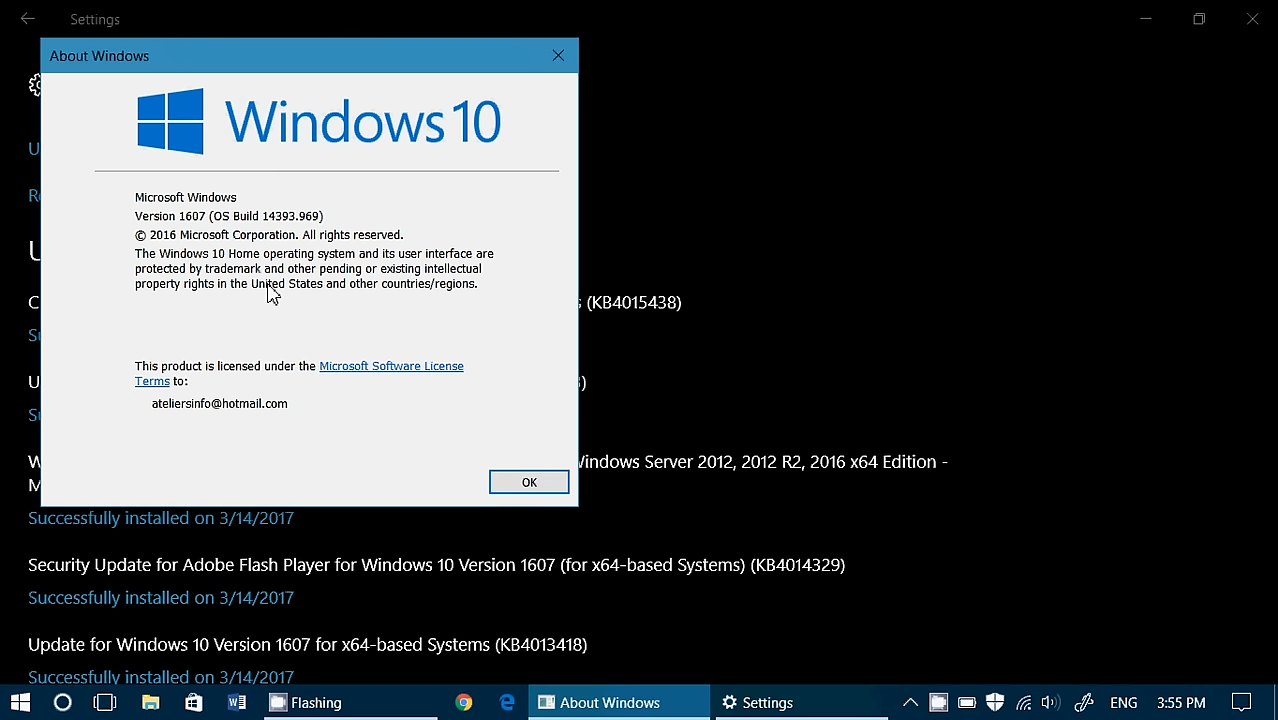 Settings
About Windows
Windows 10
Microsoft Windows
Version 1607 (OS Build 14393.969)
© 2016 Microsoft Corporation. All rights reserved.
The Windows 10 Home operating system and its user interface are
protected by trademark and other pending or existing intellectual
property rights in the United States and other countries/regions.
(KB4015438)
This product is licensed under the Microsoft Software License
Terms to:
ateliersinfo@hotmail.com
Windows Server 2012, 2012 R2, 2016 x64 Edition -
OK
Successfully installed on 3/14/2017
Security Update for Adobe Flash Player for Windows 10 Version 1607 (for x64-based Systems) (KB4014329)
Successfully installed on 3/14/2017
Update for Windows 10 Version 1607 for x64-based Systems (KB4013418)
Successfully installed on 3/14/2017
Flashing
About Windows
Settings
ENG
3:55 PM